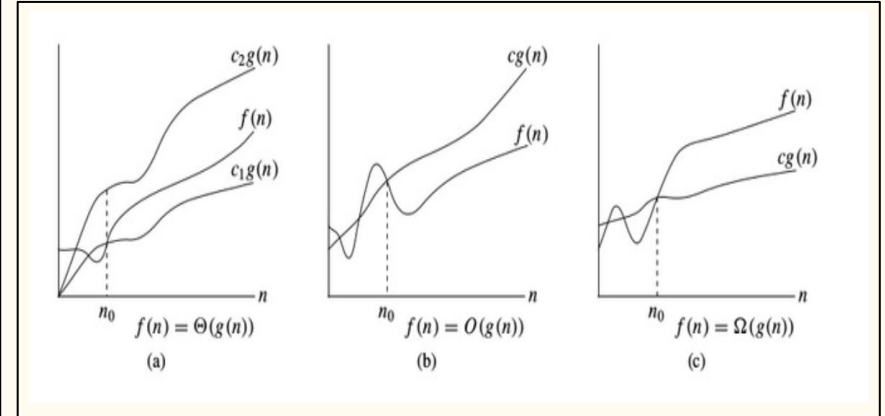 c₂g(n)
f(n)
c₁g(n)
n
n₀
f(n) = Θ(g(n))
(a)
cg(n)
f(n)
n
n₀
f(n) = O(g(n))
(b)
f(n)
cg(n)
n
n₀
f(n) = Ω(g(n))
(c)